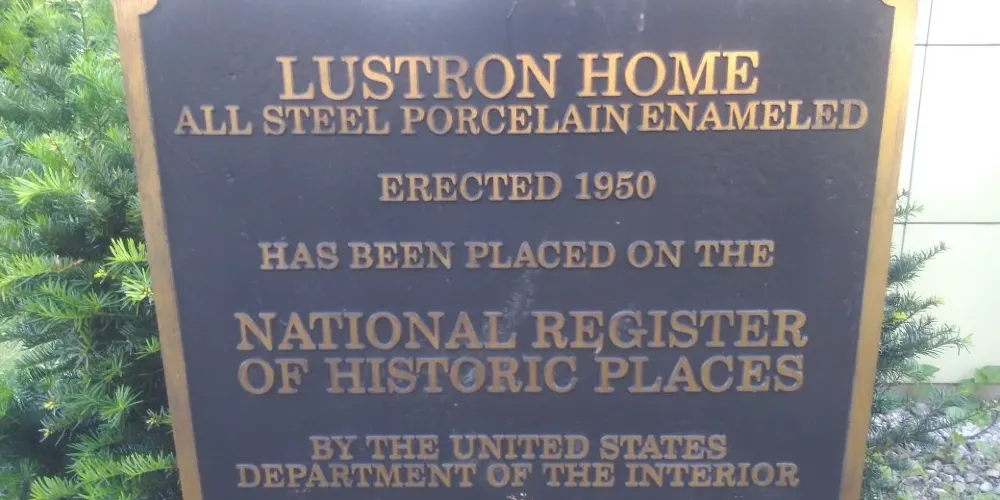 LUSTRON HOME
ALL STEEL PORCELAIN ENAMELED
ERECTED 1950
HAS BEEN PLACED ON THE
NATIONAL REGISTER
OF HISTORIC PLACES
BY THE UNITED STATES
DEPARTMENT OF THE INTERIOR